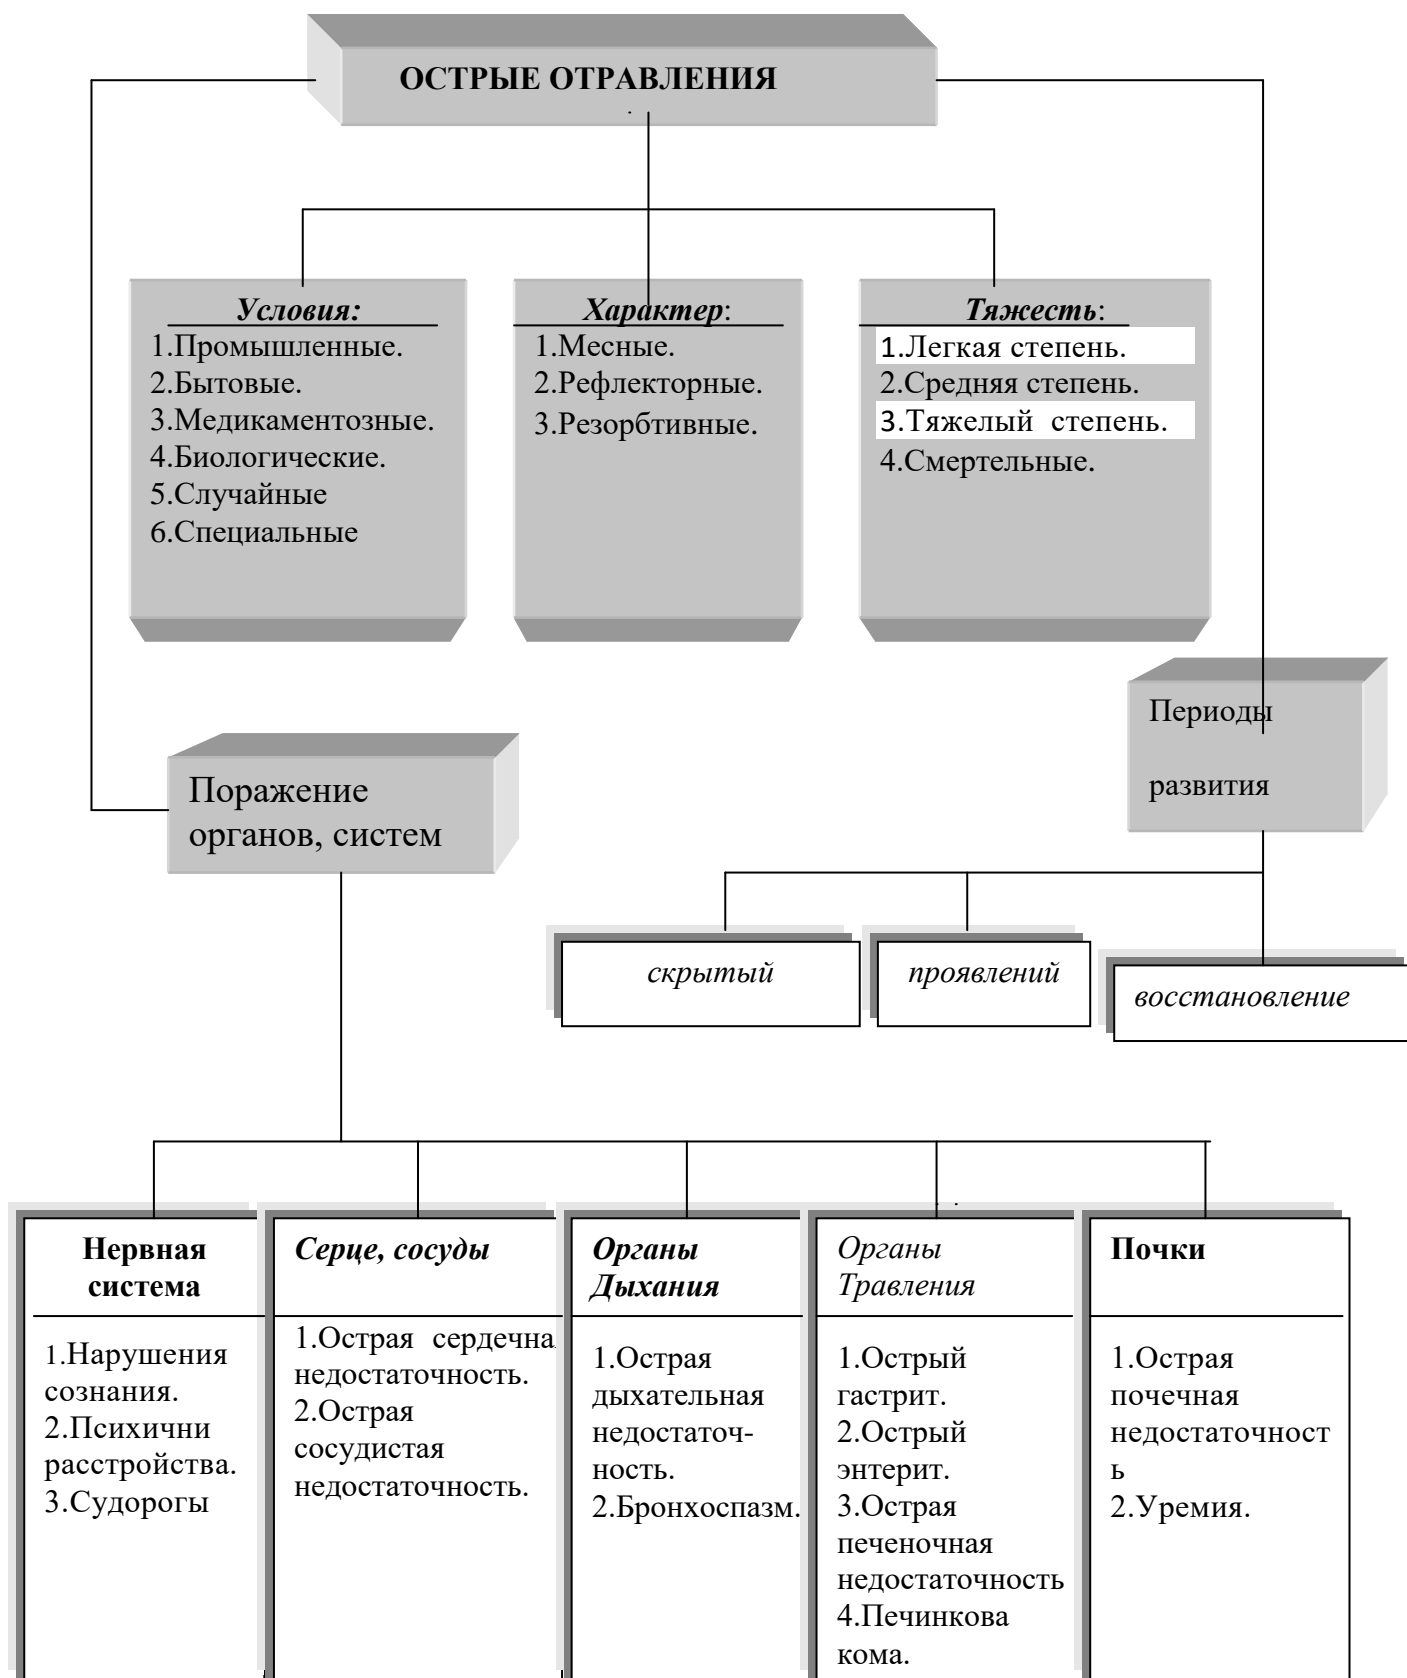 ОСТРЫЕ ОТРАВЛЕНИЯ
Условия:
1.Промышленные.
2.Бытовые.
3.Медикаментозные.
4.Биологические.
5.Случайные
6.Специальные
Характер:
1.Месные.
2.Рефлекторные.
3.Резорбтивные.
Тяжесть:
1.Легкая степень.
2.Средняя степень.
3.Тяжелый степень.
4.Смертельные.
Периоды
развития
Поражение
органов, систем
скрытый
проявлений
восстановление
Нервная
система
1.Нарушения
сознания.
2.Психични
расстройства.
3.Судорогы
Серце, сосуды
1.Острая сердечна
недостаточность.
2.Острая
сосудистая
недостаточность.
Органы
Дыхания
1.Острая
дыхательная
недостаточ-
ность.
2.Бронхоспазм.
Органы
Травления
1.Острый
гастрит.
2.Острый
энтерит.
3.Острая
печеночная
недостаточность
4.Печинкова
кома.
Почки
1.Острая
почечная
недостаточност
ь
2.Уремия.